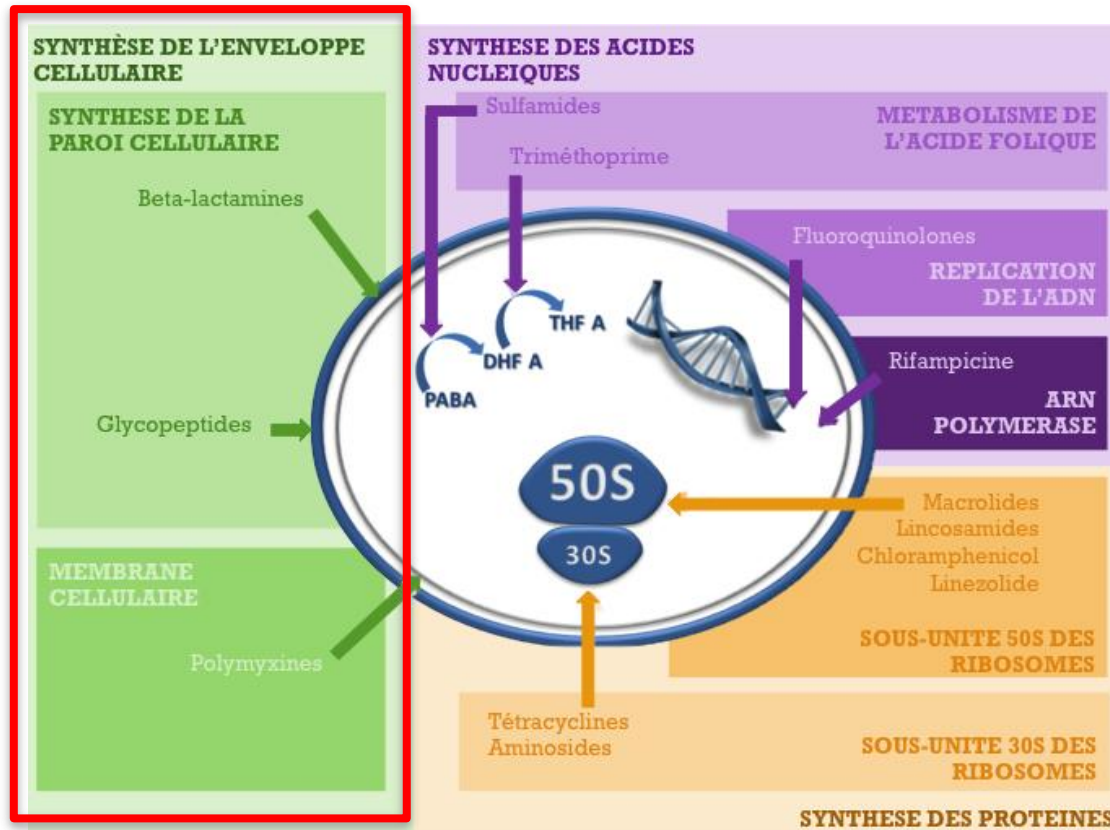 SYNTHÈSE DE L'ENVELOPPE
CELLULAIRE
SYNTHESE DE LA
PAROI CELLULAIRE
Beta-lactamines
Glycopeptides
MEMBRANE
CELLULAIRE
Polymyxines
SYNTHESE DES ACIDES
NUCLEIQUES
Sulfamides
METABOLISME DE
L'ACIDE FOLIQUE
Triméthoprime
Fluoroquinolones
REPLICATION
DE L'ADN
Rifampicine
ARN
POLYMERASE
THF A
DHF A
PABA
50S
30S
Macrolides
Lincosamides
Chloramphenicol
Linezolide
SOUS-UNITE 50S DES
RIBOSOMES
Tétracyclines
Aminosides
SOUS-UNITE 30S DES
RIBOSOMES
SYNTHESE DES PROTEINES